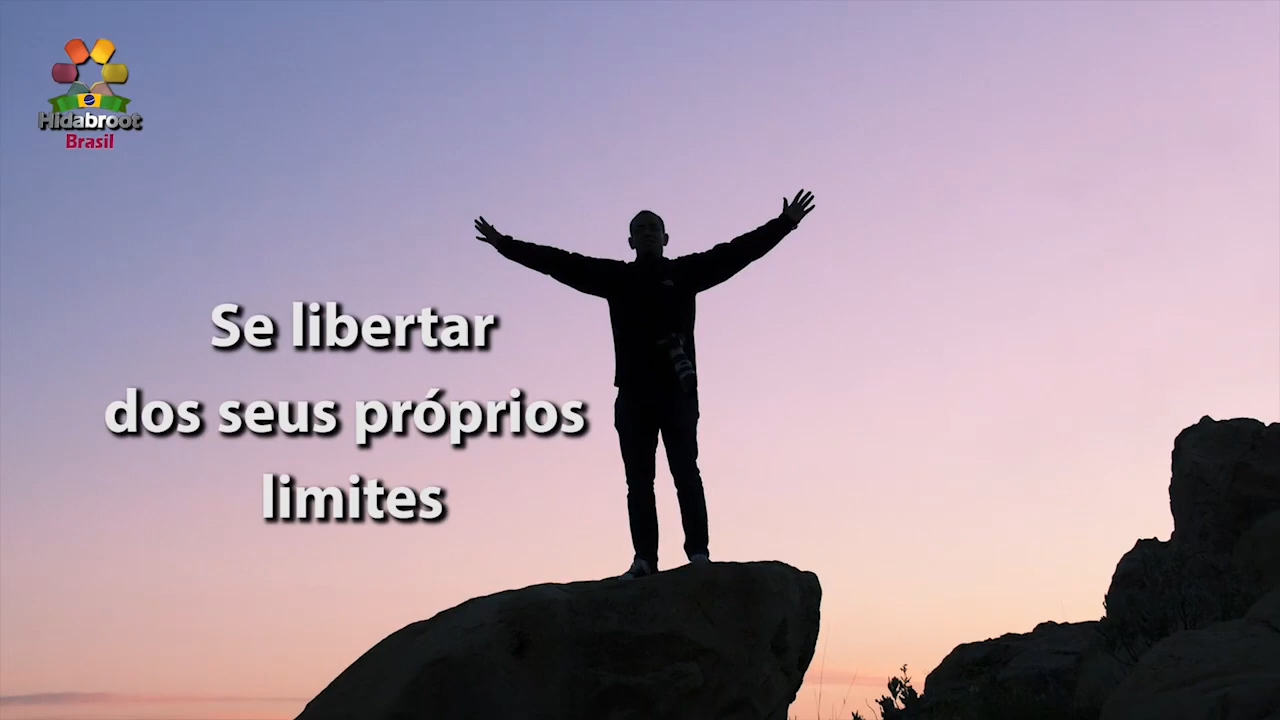 Hidabroot
Brasil
Se libertar
dos seus próprios
limites